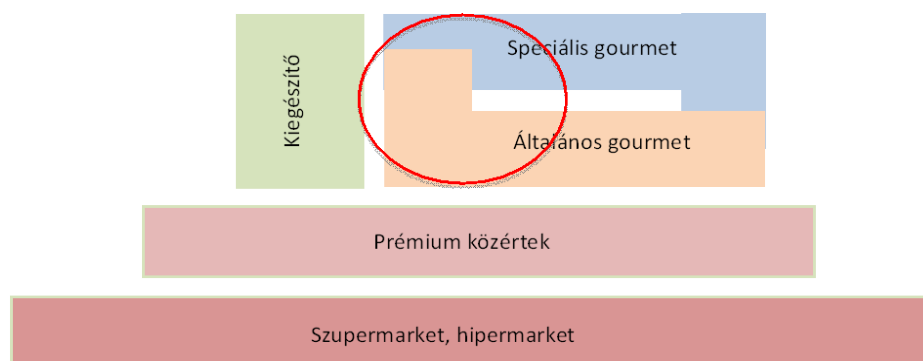 Kiegészítő
Speciális gourmet
Általános gourmet
Prémium közértek
Szupermarket, hipermarket